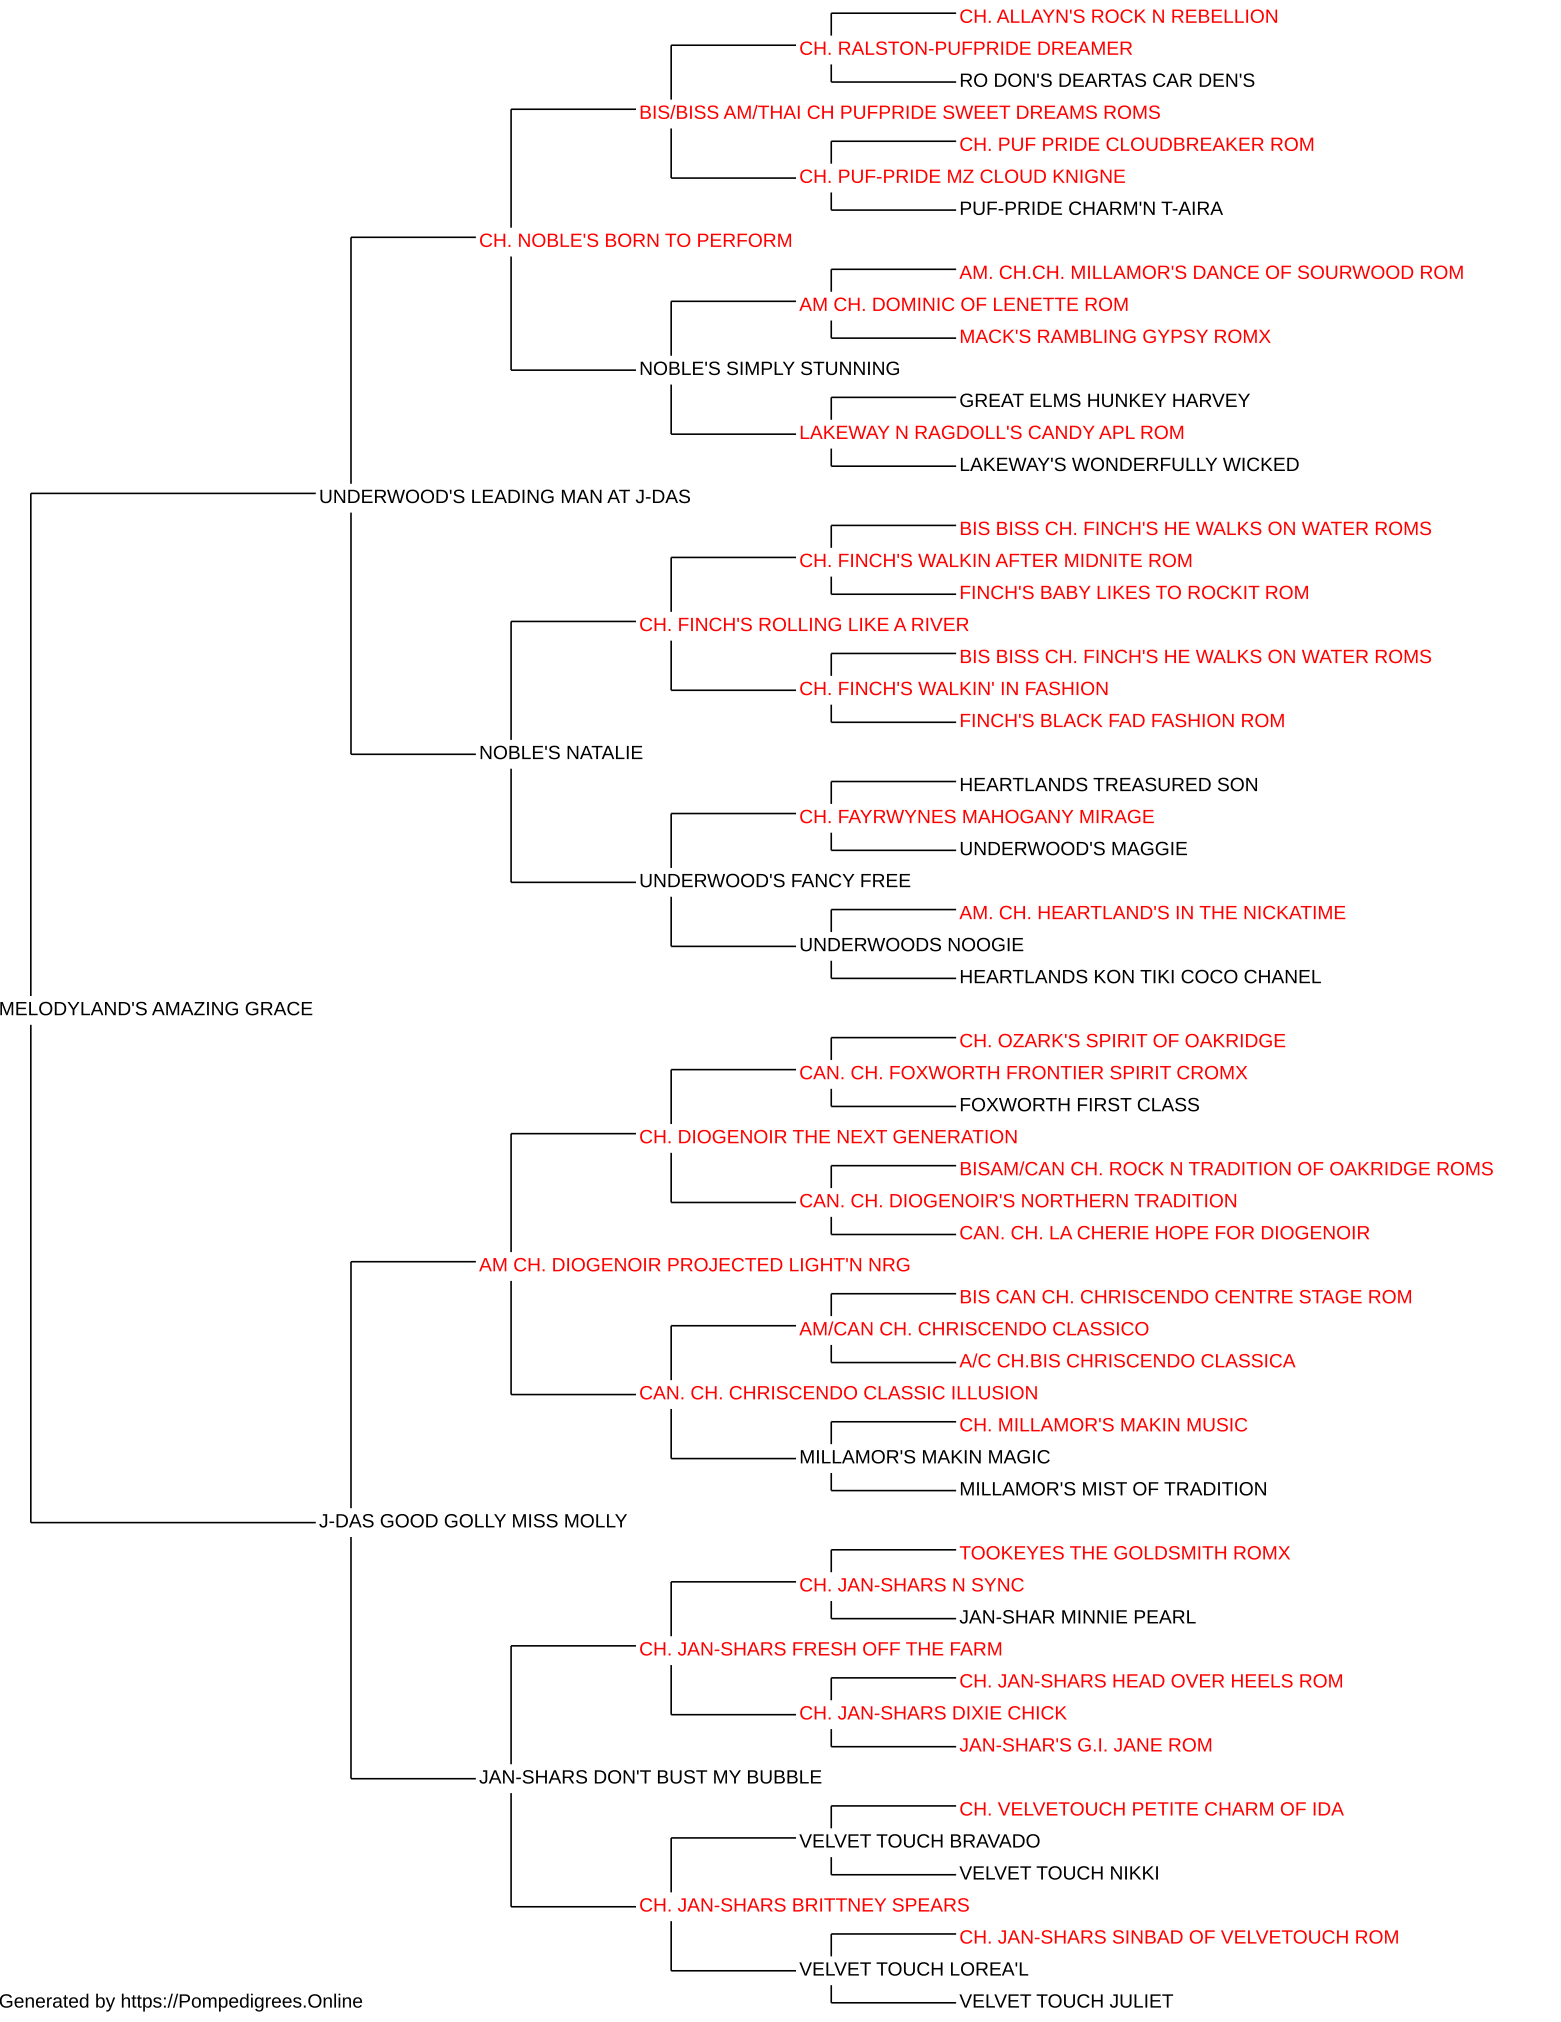 CH. ALLAYN'S ROCK N REBELLION
CH. RALSTON-PUFPRIDE DREAMER
RO DON'S DEARTAS CAR DEN'S
BIS/BISS AM/THAI CH PUFPRIDE SWEET DREAMS ROMS
CH. PUF PRIDE CLOUDBREAKER ROM
CH. PUF-PRIDE MZ CLOUD KNIGNE
PUF-PRIDE CHARM'N T-AIRA
CH. NOBLE'S BORN TO PERFORM
AM. CH.CH. MILLAMOR'S DANCE OF SOURWOOD ROM
AM CH. DOMINIC OF LENETTE ROM
MACK'S RAMBLING GYPSY ROMX
NOBLE'S SIMPLY STUNNING
GREAT ELMS HUNKEY HARVEY
LAKEWAY N RAGDOLL'S CANDY APL ROM
LAKEWAY'S WONDERFULLY WICKED
UNDERWOOD'S LEADING MAN AT J-DAS
BIS BISS CH. FINCH'S HE WALKS ON WATER ROMS
CH. FINCH'S WALKIN AFTER MIDNITE ROM
FINCH'S BABY LIKES TO ROCKIT ROM
CH. FINCH'S ROLLING LIKE A RIVER
BIS BISS CH. FINCH'S HE WALKS ON WATER ROMS
CH. FINCH'S WALKIN' IN FASHION
FINCH'S BLACK FAD FASHION ROM
NOBLE'S NATALIE
HEARTLANDS TREASURED SON
CH. FAYRWYNES MAHOGANY MIRAGE
UNDERWOOD'S MAGGIE
UNDERWOOD'S FANCY FREE
AM. CH. HEARTLAND'S IN THE NICKATIME
UNDERWOODS NOOGIE
HEARTLANDS KON TIKI COCO CHANEL
MELODYLAND'S AMAZING GRACE
CH. OZARK'S SPIRIT OF OAKRIDGE
CAN. CH. FOXWORTH FRONTIER SPIRIT CROMX
FOXWORTH FIRST CLASS
CH. DIOGENOIR THE NEXT GENERATION
BISAM/CAN CH. ROCK N TRADITION OF OAKRIDGE ROMS
CAN. CH. DIOGENOIR'S NORTHERN TRADITION
CAN. CH. LA CHERIE HOPE FOR DIOGENOIR
AM CH. DIOGENOIR PROJECTED LIGHT'N NRG
BIS CAN CH. CHRISCENDO CENTRE STAGE ROM
AM/CAN CH. CHRISCENDO CLASSICO
A/C CH.BIS CHRISCENDO CLASSICA
CAN. CH. CHRISCENDO CLASSIC ILLUSION
CH. MILLAMOR'S MAKIN MUSIC
MILLAMOR'S MAKIN MAGIC
MILLAMOR'S MIST OF TRADITION
J-DAS GOOD GOLLY MISS MOLLY
TOOKEYES THE GOLDSMITH ROMX
CH. JAN-SHARS N SYNC
JAN-SHAR MINNIE PEARL
CH. JAN-SHARS FRESH OFF THE FARM
CH. JAN-SHARS HEAD OVER HEELS ROM
CH. JAN-SHARS DIXIE CHICK
JAN-SHAR'S G.I. JANE ROM
JAN-SHARS DON'T BUST MY BUBBLE
CH. VELVETOUCH PETITE CHARM OF IDA
VELVET TOUCH BRAVADO
VELVET TOUCH NIKKI
CH. JAN-SHARS BRITTNEY SPEARS
CH. JAN-SHARS SINBAD OF VELVETOUCH ROM
VELVET TOUCH LOREA'L
VELVET TOUCH JULIET
Generated by https://Pompedigrees.Online